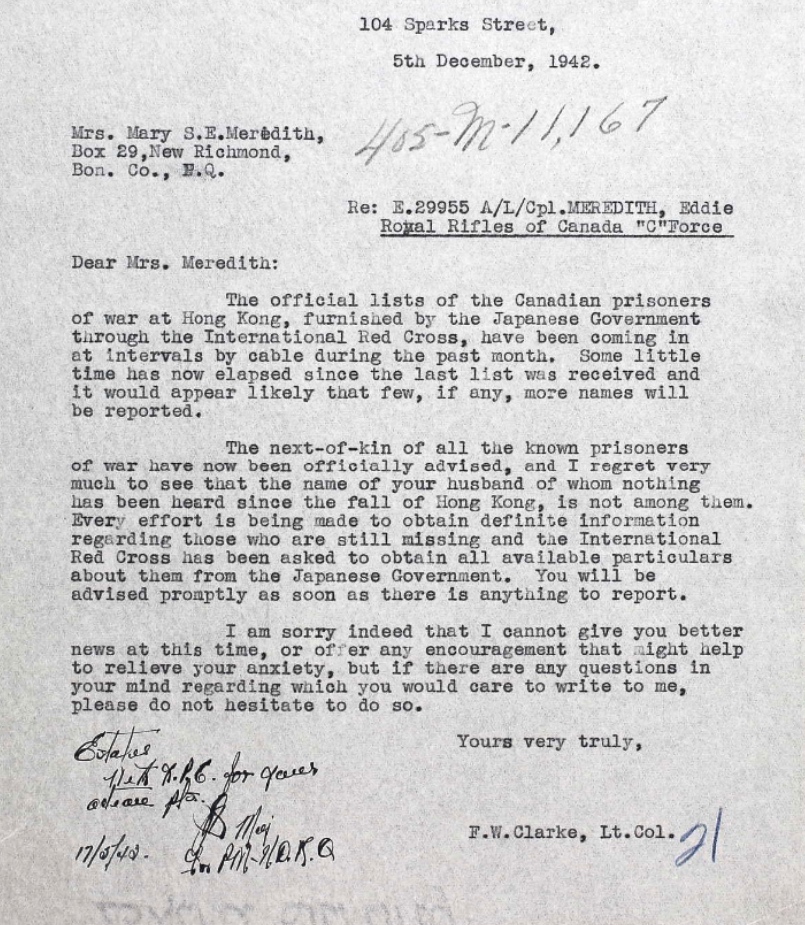 104 Sparks Street,
5th December, 1942.
405-M-11,167
Mrs. Mary S.E.Meredith,
Box 29,New Richmond,
Bon. Co., P.Q.
Re: E.29955 A/L/Cpl.MEREDITH, Eddie
Royal Rifles of Canada "C"Force
Dear Mrs. Meredith:
The official lists of the Canadian prisoners
of war at Hong Kong, furnished by the Japanese Government
through the International Red Cross, have been coming in
at intervals by cable during the past month. Some little
time has now elapsed since the last list was received and
it would appear likely that few, if any, more names will
be reported.
The next-of-kin of all the known prisoners
of war have now been officially advised, and I regret very
much to see that the name of your husband of whom nothing
has been heard since the fall of Hong Kong, is not among them.
Every effort is being made to obtain definite information
regarding those who are still missing and the International
Red Cross has been asked to obtain all available particulars
about them from the Japanese Government. You will be
advised promptly as soon as there is anything to report.
I am sorry indeed that I cannot give you better
news at this time, or offer any encouragement that might help
to relieve your anxiety, but if there are any questions in
your mind regarding which you would care to write to me,
please do not hesitate to do so.
Yours very truly,
F.W.Clarke, Lt.Col.
21
Estates
for
Maj
for